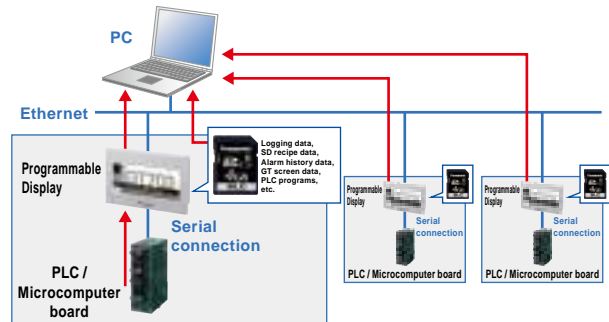 PC
Ethernet
Logging data,
SD recipe data,
Alarm history data,
GT screen data,
PLC programs,
etc.
Programmable
Display
Serial
connection
PLC /
Microcomputer
board
Programmable
Display
Serial
connection
PLC / Microcomputer board
Programmable
Display
Serial
connection
PLC / Microcomputer board